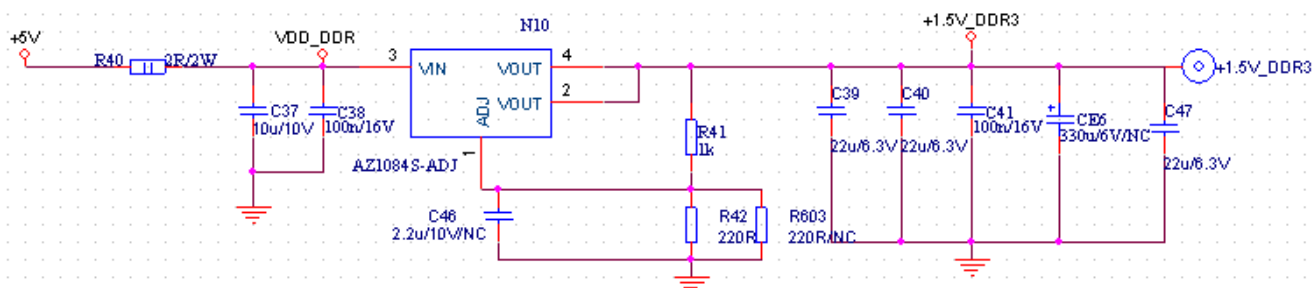 N10
+5V
R40
2R/2W
VDD_DDR
3
VIN
VOUT
4
VOUT
2
ADJ
1
AZ1084S-ADJ
C37
10u/10V
C38
100n/16V
R41
1k
C46
2.2u/10V/NC
R42
220R
R603
220R/NC
+1.5V_DDR3
C39
22u/6.3V
C40
22u/6.3V
C41
100n/16V
+
CE6
330u/6V/NC
C47
22u/6.3V
+1.5V_DDR3